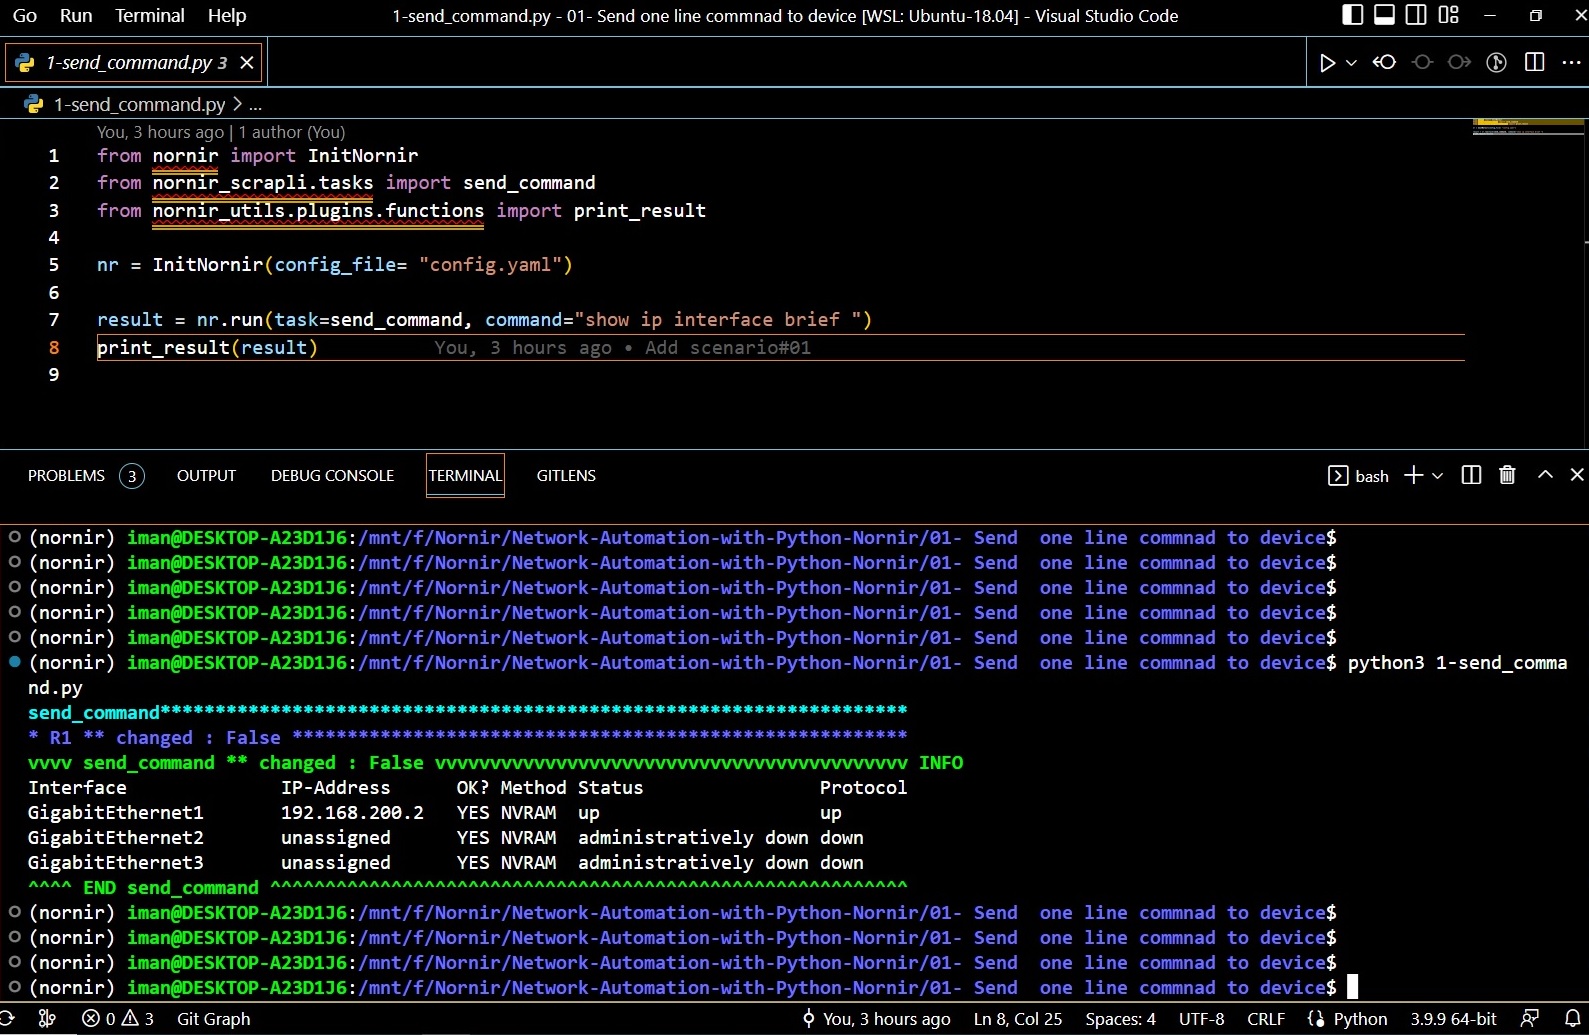 Go Run Terminal Help 1-send_command.py - 01- Send one line commnad to device [WSL: Ubuntu-18.04] - Visual Studio Code
1-send_command.py 3
1-send_command.py > ...
You, 3 hours ago | 1 author (You)
1 from nornir import InitNornir
2 from nornir_scrapli.tasks import send_command
3 from nornir_utils.plugins.functions import print_result
4
5 nr = InitNornir(config_file= "config.yaml")
6
7 result = nr.run(task=send_command, command="show ip interface brief ")
8 print_result(result) You, 3 hours ago • Add scenario#01
9
PROBLEMS 3 OUTPUT DEBUG CONSOLE TERMINAL GITLENS bash
(nornir) iman@DESKTOP-A23D1J6:/mnt/f/Nornir/Network-Automation-with-Python-Nornir/01- Send  one line commnad to device$
(nornir) iman@DESKTOP-A23D1J6:/mnt/f/Nornir/Network-Automation-with-Python-Nornir/01- Send  one line commnad to device$
(nornir) iman@DESKTOP-A23D1J6:/mnt/f/Nornir/Network-Automation-with-Python-Nornir/01- Send  one line commnad to device$
(nornir) iman@DESKTOP-A23D1J6:/mnt/f/Nornir/Network-Automation-with-Python-Nornir/01- Send  one line commnad to device$
(nornir) iman@DESKTOP-A23D1J6:/mnt/f/Nornir/Network-Automation-with-Python-Nornir/01- Send  one line commnad to device$
(nornir) iman@DESKTOP-A23D1J6:/mnt/f/Nornir/Network-Automation-with-Python-Nornir/01- Send  one line commnad to device$ python3 1-send_comma
nd.py
send_command********************************************************************
* R1 ** changed : False ********************************************************
vvvv send_command ** changed : False vvvvvvvvvvvvvvvvvvvvvvvvvvvvvvvvvvvvvvvvvvv INFO
Interface              IP-Address      OK? Method Status                Protocol
GigabitEthernet1       192.168.200.2   YES NVRAM  up                    up
GigabitEthernet2       unassigned      YES NVRAM  administratively down down
GigabitEthernet3       unassigned      YES NVRAM  administratively down down
^^^^ END send_command ^^^^^^^^^^^^^^^^^^^^^^^^^^^^^^^^^^^^^^^^^^^^^^^^^^^^^^^^^^
(nornir) iman@DESKTOP-A23D1J6:/mnt/f/Nornir/Network-Automation-with-Python-Nornir/01- Send  one line commnad to device$
(nornir) iman@DESKTOP-A23D1J6:/mnt/f/Nornir/Network-Automation-with-Python-Nornir/01- Send  one line commnad to device$
(nornir) iman@DESKTOP-A23D1J6:/mnt/f/Nornir/Network-Automation-with-Python-Nornir/01- Send  one line commnad to device$
(nornir) iman@DESKTOP-A23D1J6:/mnt/f/Nornir/Network-Automation-with-Python-Nornir/01- Send  one line commnad to device$
0 3 Git Graph You, 3 hours ago Ln 8, Col 25 Spaces: 4 UTF-8 CRLF Python 3.9.9 64-bit